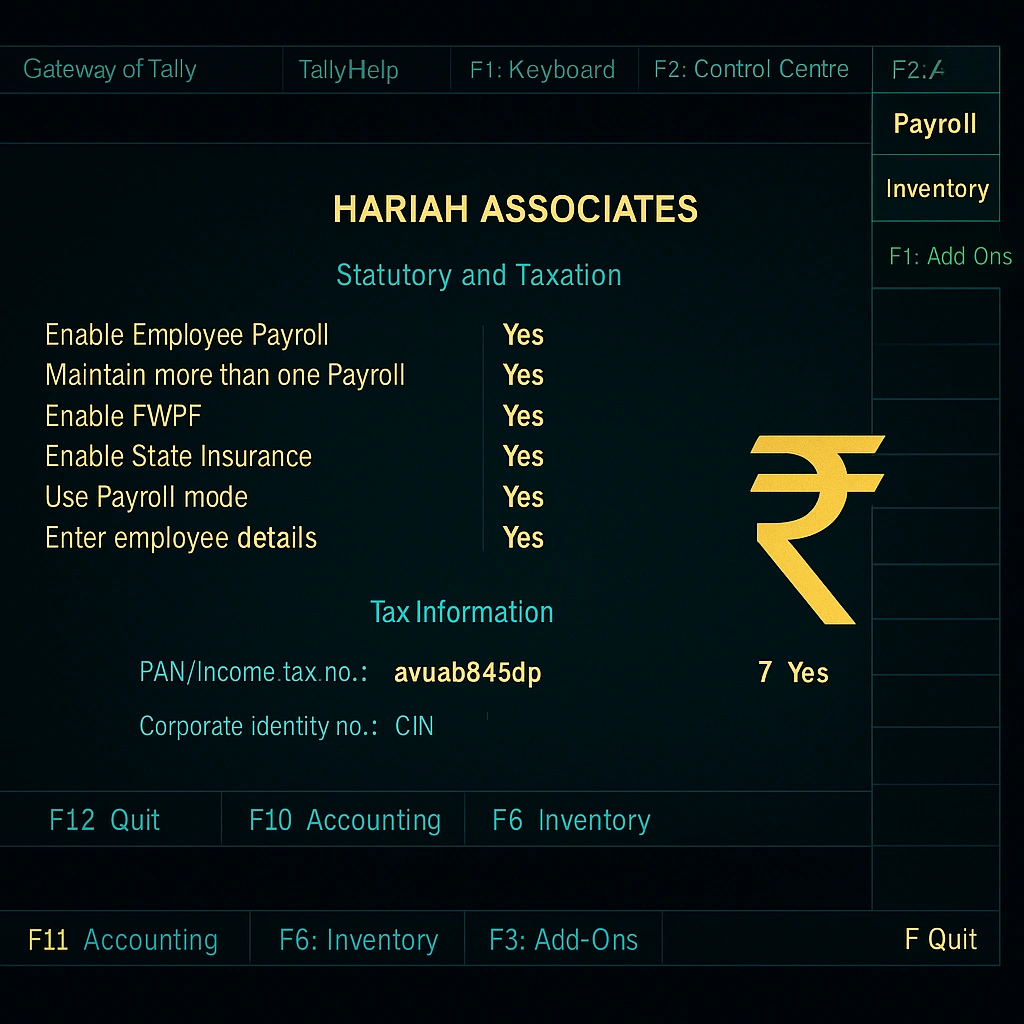 Gateway of Tally TallyHelp F1: Keyboard F2: Control Centre F2:A
Payroll
Inventory
F1: Add Ons
HARIAH ASSOCIATES
Statutory and Taxation
Enable Employee Payroll Yes
Maintain more than one Payroll Yes
Enable FWPF Yes
Enable State Insurance Yes
Use Payroll mode Yes
Enter employee details Yes
₹
Tax Information
PAN/Income.tax.no.: avuab845dp 7 Yes
Corporate identity no.: CIN
F12 Quit F10 Accounting F6 Inventory
F11 Accounting F6: Inventory F3: Add-Ons F Quit